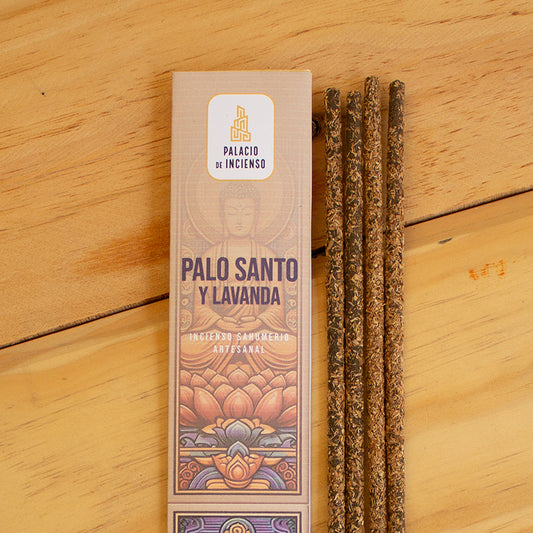 PALACIO
DE INCIENSO
PALO SANTO
Y LAVANDA
INCIENSO SAHUMERIO
ARTESANAL